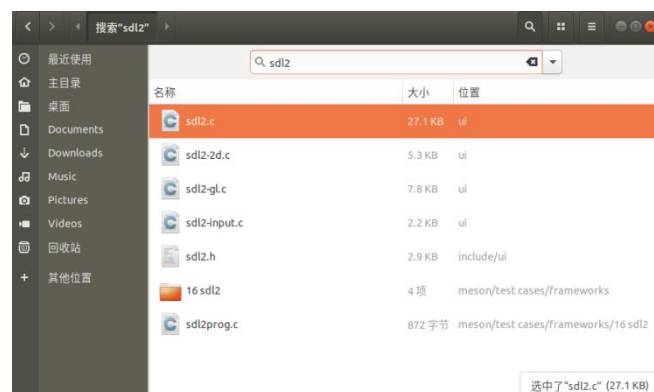 搜索"sdl2"
最近使用
主目录
桌面
Documents
Downloads
Music
Pictures
Videos
回收站
其他位置
sdl2
名称 大小 位置
sdl2.c 27.1 KB ui
sdl2-2d.c 5.3 KB ui
sdl2-gl.c 7.8 KB ui
sdl2-input.c 2.2 KB ui
sdl2.h 2.9 KB include/ui
16 sdl2 4 项 meson/test cases/frameworks
sdl2prog.c 872 字节 meson/test cases/frameworks/16 sdl2
选中了"sdl2.c" (27.1 KB)